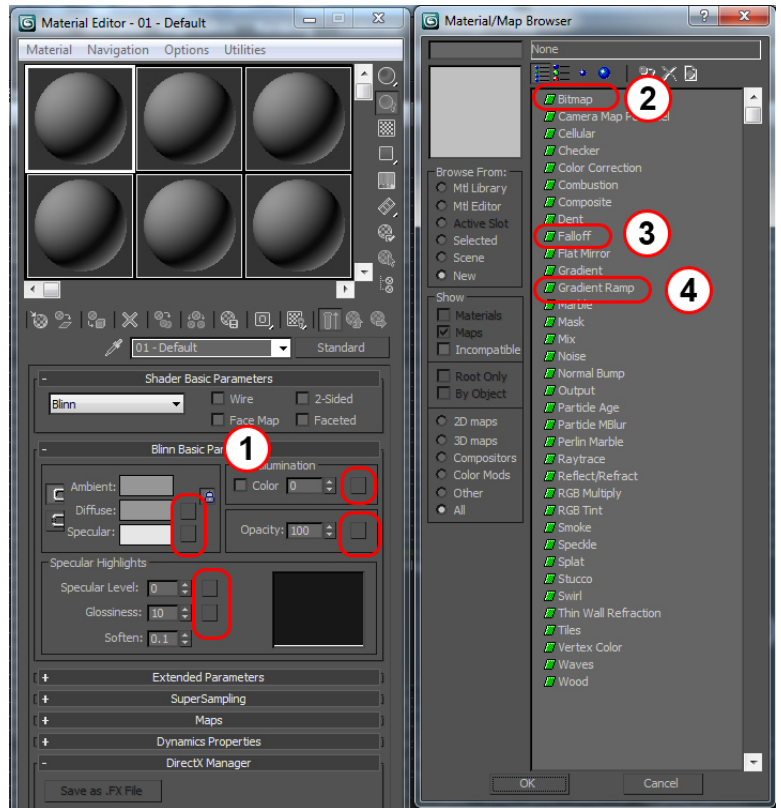 Material Editor - 01 - Default
Material Navigation Options Utilities
01 - Default Standard
Shader Basic Parameters
Blinn
Wire 2-Sided
Face Map Faceted
Blinn Basic Par
1
Ambient:
Diffuse:
Specular:
Color 0
Opacity: 100
Specular Highlights
Specular Level: 0
Glossiness: 10
Soften: 0.1
+ Extended Parameters
+ SuperSampling
+ Maps
+ Dynamics Properties
- DirectX Manager
Save as .FX File
Material/Map Browser
None
Browse From:
Mtl Library
Mtl Editor
Active Slot
Selected
Scene
New
Show
Materials
Maps
Incompatible
Root Only
By Object
2D maps
3D maps
Compositors
Color Mods
Other
All
Bitmap
2
Camera Map
Cellular
Checker
Color Correction
Combustion
Composite
Dent
Falloff
3
Flat Mirror
Gradient
Gradient Ramp
4
Marble
Mask
Mix
Noise
Normal Bump
Output
Particle Age
Particle MBlur
Perlin Marble
Raytrace
Reflect/Refract
RGB Multiply
RGB Tint
Smoke
Speckle
Splat
Stucco
Swirl
Thin Wall Refraction
Tiles
Vertex Color
Waves
Wood
OK Cancel